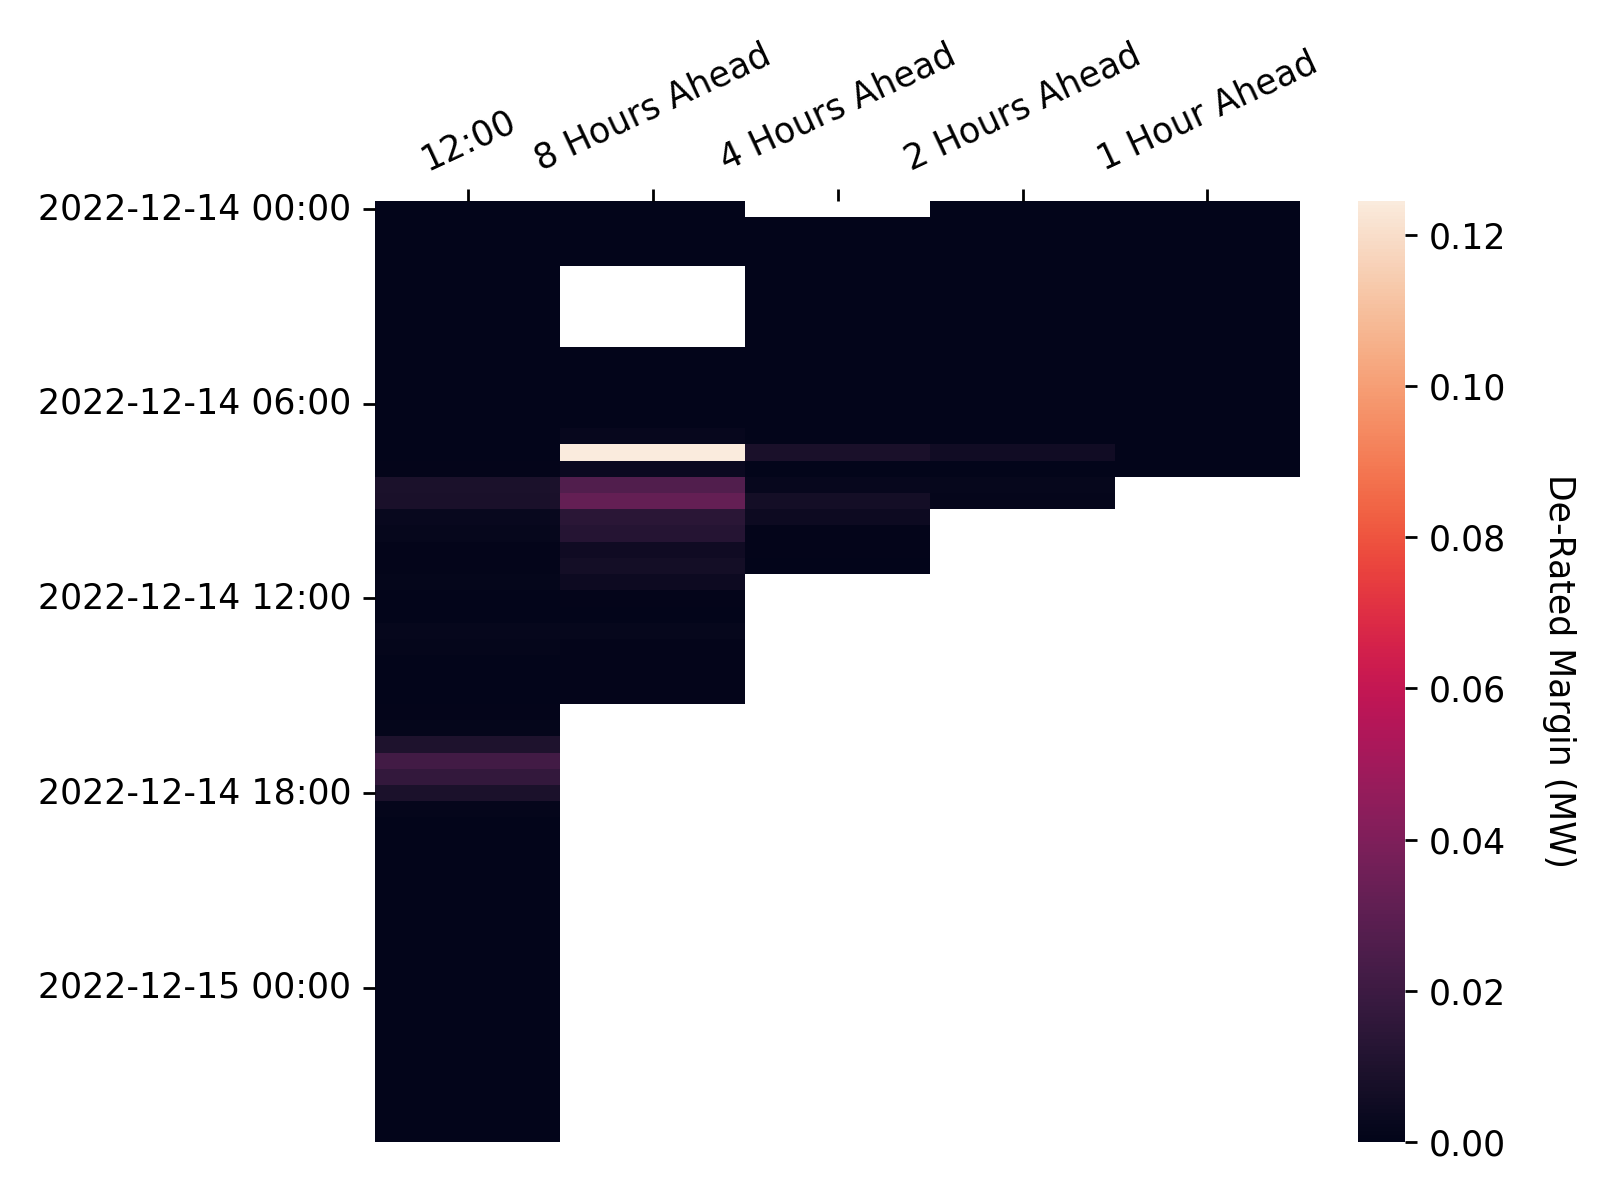 12:00
8 Hours Ahead
4 Hours Ahead
2 Hours Ahead
1 Hour Ahead
2022-12-14 00:00
2022-12-14 06:00
2022-12-14 12:00
2022-12-14 18:00
2022-12-15 00:00
0.12
0.10
0.08
0.06
0.04
0.02
0.00
De-Rated Margin (MW)